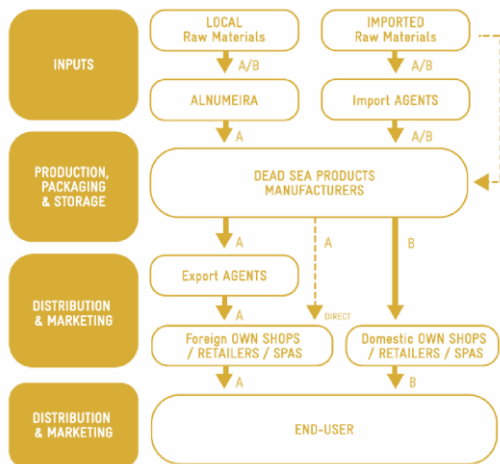 INPUTS
LOCAL
Raw Materials
IMPORTED
Raw Materials
A/B
A/B
ALNUMEIRA
Import AGENTS
A
A/B
PRODUCTION,
PACKAGING
& STORAGE
DEAD SEA PRODUCTS
MANUFACTURERS
A
A
B
DISTRIBUTION
& MARKETING
Export AGENTS
A
DIRECT
Foreign OWN SHOPS
/ RETAILERS / SPAS
Domestic OWN SHOPS
/ RETAILERS / SPAS
A
B
DISTRIBUTION
& MARKETING
END-USER